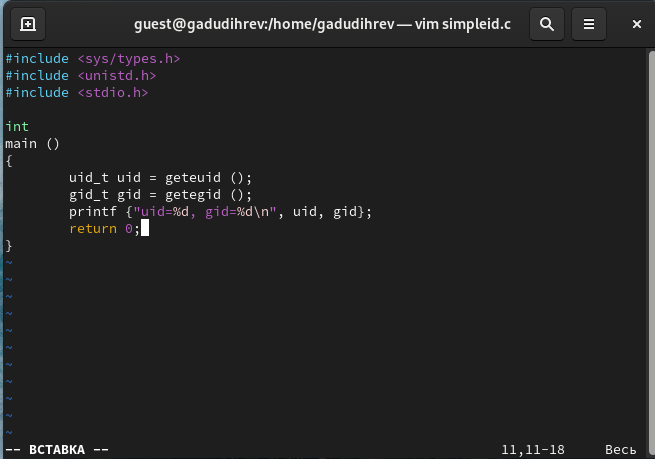 guest@gadudihrev:/home/gadudihrev — vim simpleid.c
#include <sys/types.h>
#include <unistd.h>
#include <stdio.h>

int
main ()
{
        uid_t uid = geteuid ();
        gid_t gid = getegid ();
        printf {"uid=%d, gid=%d\n", uid, gid};
        return 0;
}
~
~
~
~
~
~
~
~
~
~
~
-- ВСТАВКА --                                                11,11-18     Весь